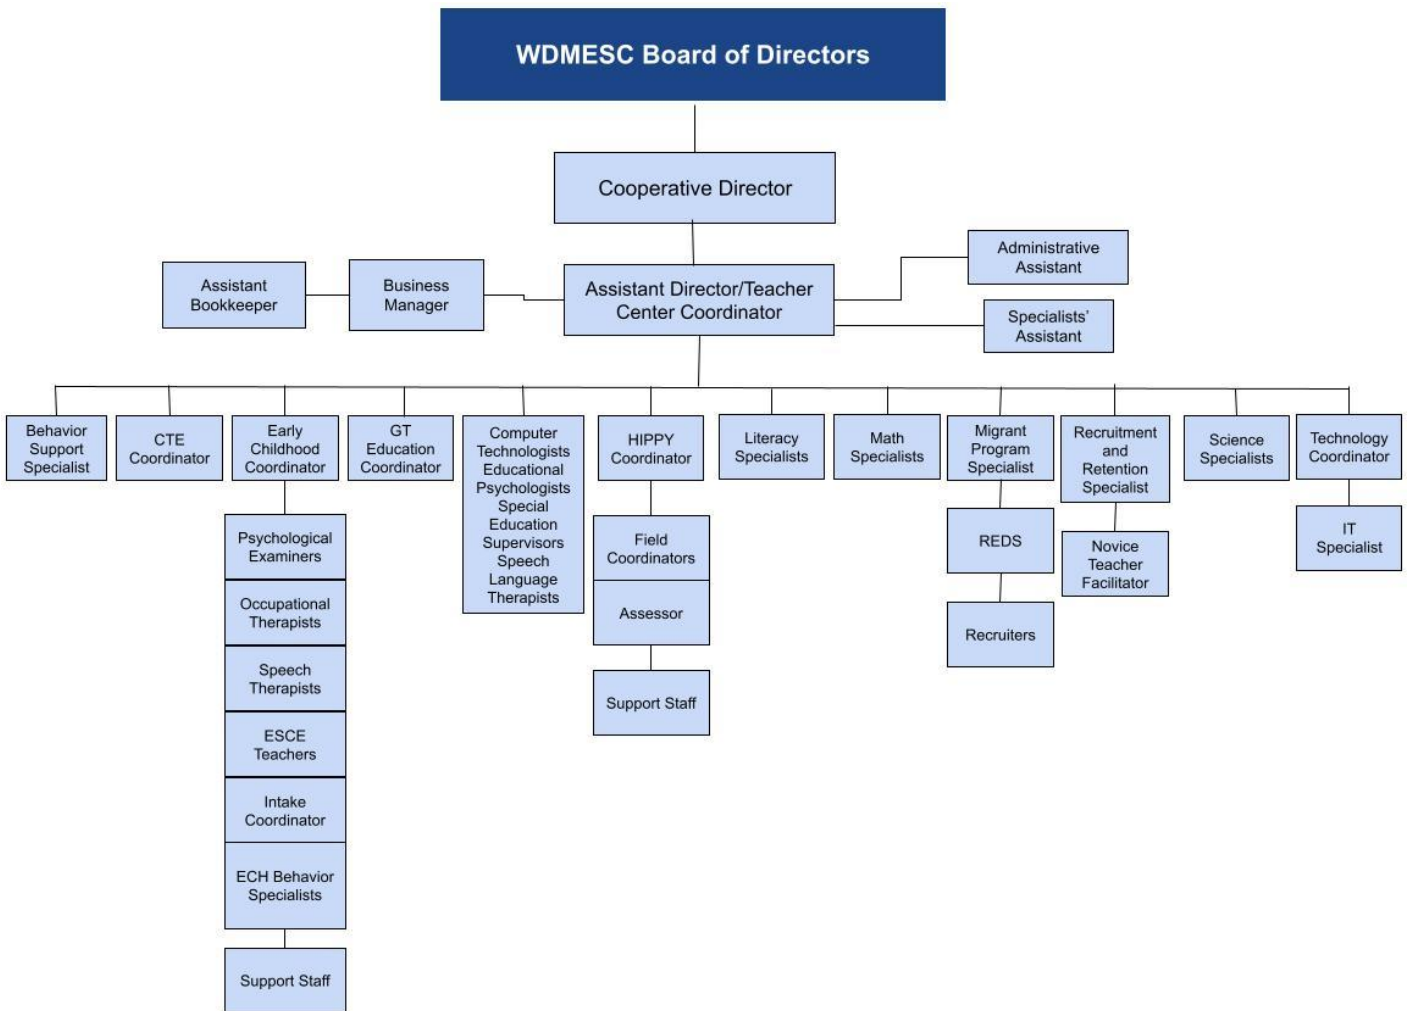 WDMESC Board of Directors
Cooperative Director
Assistant
Bookkeeper
Business
Manager
Assistant Director/Teacher
Center Coordinator
Administrative
Assistant
Specialists'
Assistant
Behavior
Support
Specialist
CTE
Coordinator
Early
Childhood
Coordinator
GT
Education
Coordinator
Computer
Technologists
Educational
Psychologists
Special
Education
Supervisors
Speech
Language
Therapists
HIPPY
Coordinator
Literacy
Specialists
Math
Specialists
Migrant
Program
Specialist
Recruitment
and
Retention
Specialist
Science
Specialists
Technology
Coordinator
Psychological
Examiners
Occupational
Therapists
Speech
Therapists
ESCE
Teachers
Intake
Coordinator
ECH Behavior
Specialists
Support Staff
Field
Coordinators
Assessor
Support Staff
REDS
Recruiters
Novice
Teacher
Facilitator
IT
Specialist